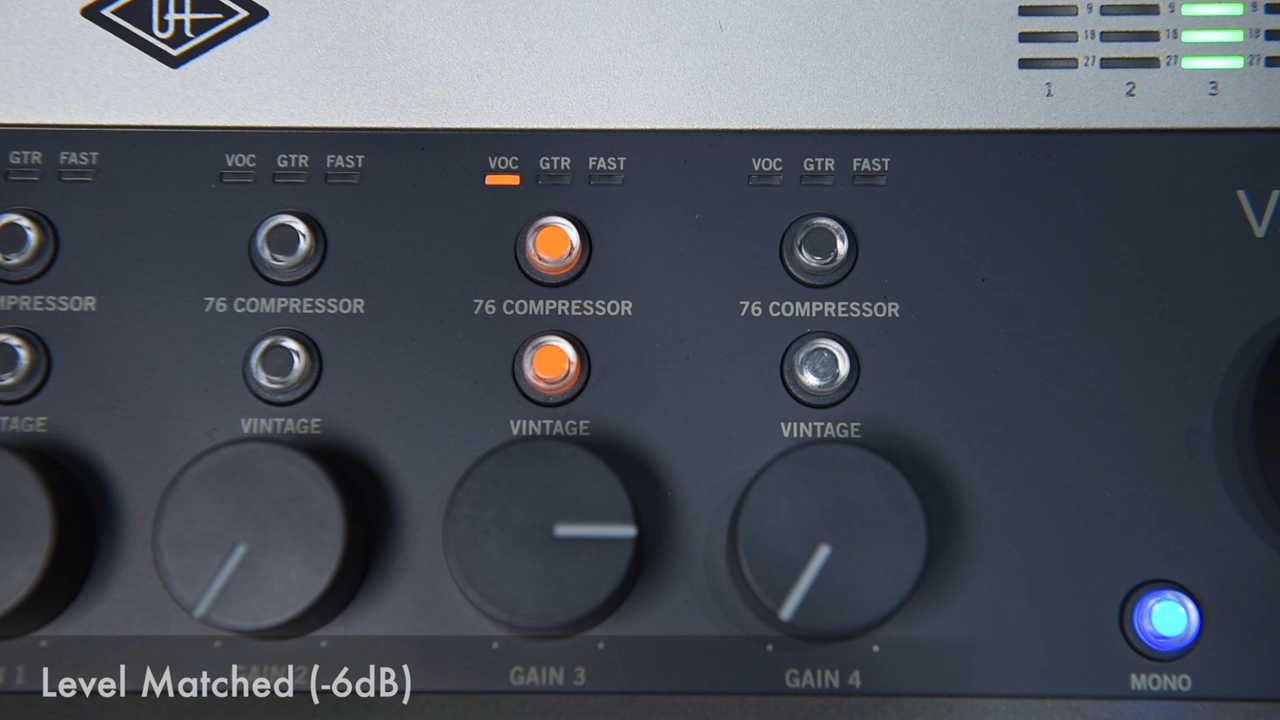 9 9 9
18 18 18
27 27 27
1 2 3
GTR FAST VOC GTR FAST VOC GTR FAST VOC GTR FAST
V
76 COMPRESSOR 76 COMPRESSOR 76 COMPRESSOR
VINTAGE VINTAGE VINTAGE
GAIN 2 GAIN 3 GAIN 4
MONO
Level Matched (-6dB)